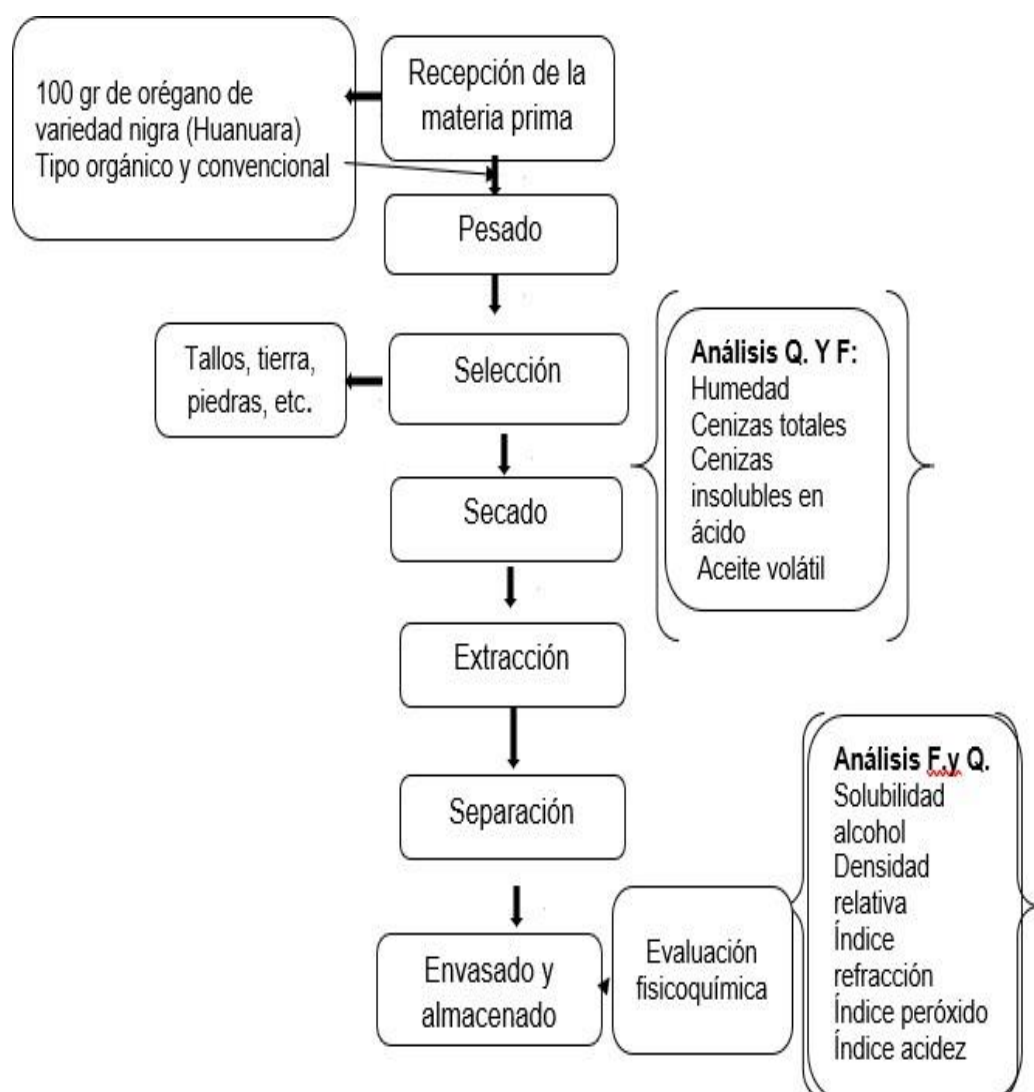 100 gr de orégano de
variedad nigra (Huanuara)
Tipo orgánico y convencional
Recepción de la
materia prima
Pesado
Tallos, tierra,
piedras, etc.
Selección
Análisis Q. Y F:
Humedad
Cenizas totales
Cenizas
insolubles en
ácido
Aceite volátil
Secado
Extracción
Separación
Envasado y
almacenado
Evaluación
fisicoquímica
Análisis F.y Q.
Solubilidad
alcohol
Densidad
relativa
Índice
refracción
Índice peróxido
Índice acidez